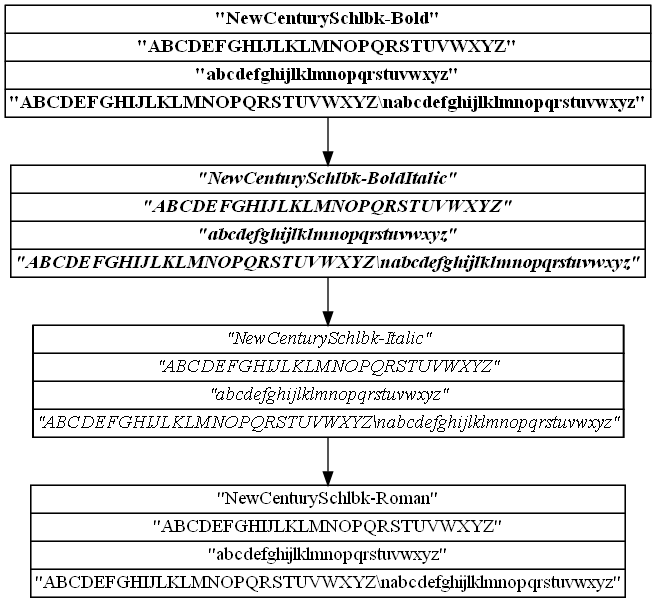 "NewCenturySchlbk-Bold"
"ABCDEFGHIJLKLMNOPQRSTUVWXYZ"
"abcdefghijlklmnopqrstuvwxyz"
"ABCDEFGHIJLKLMNOPQRSTUVWXYZ\nabcdefghijlklmnopqrstuvwxyz"
"NewCenturySchlbk-BoldItalic"
"ABCDEFGHIJLKLMNOPQRSTUVWXYZ"
"abcdefghijlklmnopqrstuvwxyz"
"ABCDEFGHIJLKLMNOPQRSTUVWXYZ\nabcdefghijlklmnopqrstuvwxyz"
"NewCenturySchlbk-Italic"
"ABCDEFGHIJLKLMNOPQRSTUVWXYZ"
"abcdefghijlklmnopqrstuvwxyz"
"ABCDEFGHIJLKLMNOPQRSTUVWXYZ\nabcdefghijlklmnopqrstuvwxyz"
"NewCenturySchlbk-Roman"
"ABCDEFGHIJLKLMNOPQRSTUVWXYZ"
"abcdefghijlklmnopqrstuvwxyz"
"ABCDEFGHIJLKLMNOPQRSTUVWXYZ\nabcdefghijlklmnopqrstuvwxyz"